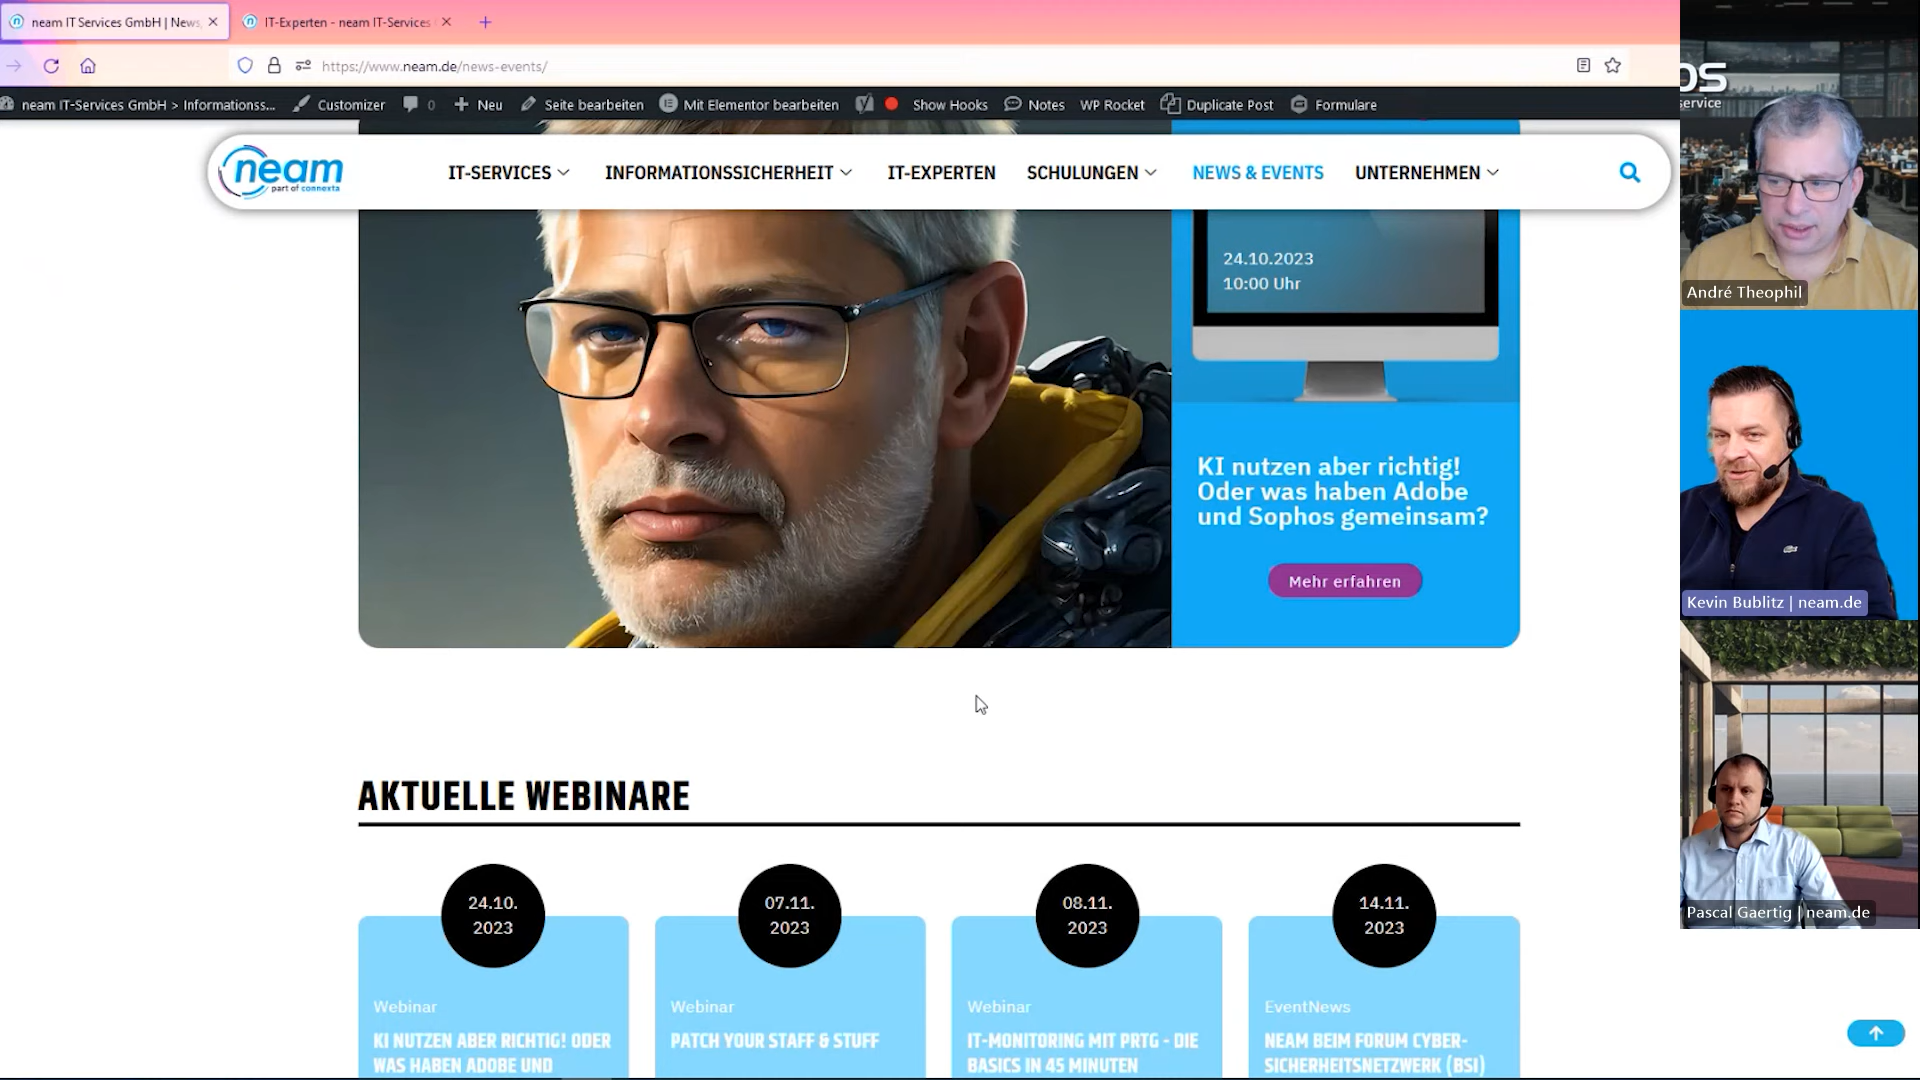 neam IT Services GmbH | News
IT-Experten - neam IT-Services
https://www.neam.de/news-events/
neam IT-Services GmbH > Informationss...
Customizer
0
Neu
Seite bearbeiten
Mit Elementor bearbeiten
Show Hooks
Notes
WP Rocket
Duplicate Post
Formulare
neam
part of connexta
IT-SERVICES
INFORMATIONSSICHERHEIT
IT-EXPERTEN
SCHULUNGEN
NEWS & EVENTS
UNTERNEHMEN
24.10.2023
10:00 Uhr
KI nutzen aber richtig!
Oder was haben Adobe
und Sophos gemeinsam?
Mehr erfahren
AKTUELLE WEBINARE
24.10.
2023
Webinar
KI NUTZEN ABER RICHTIG! ODER
WAS HABEN ADOBE UND
07.11.
2023
Webinar
PATCH YOUR STAFF & STUFF
08.11.
2023
Webinar
IT-MONITORING MIT PRTG - DIE
BASICS IN 45 MINUTEN
14.11.
2023
EventNews
NEAM BEIM FORUM CYBER-
SICHERHEITSNETZWERK (BSI)
André Theophil
Kevin Bublitz | neam.de
Pascal Gaertig | neam.de